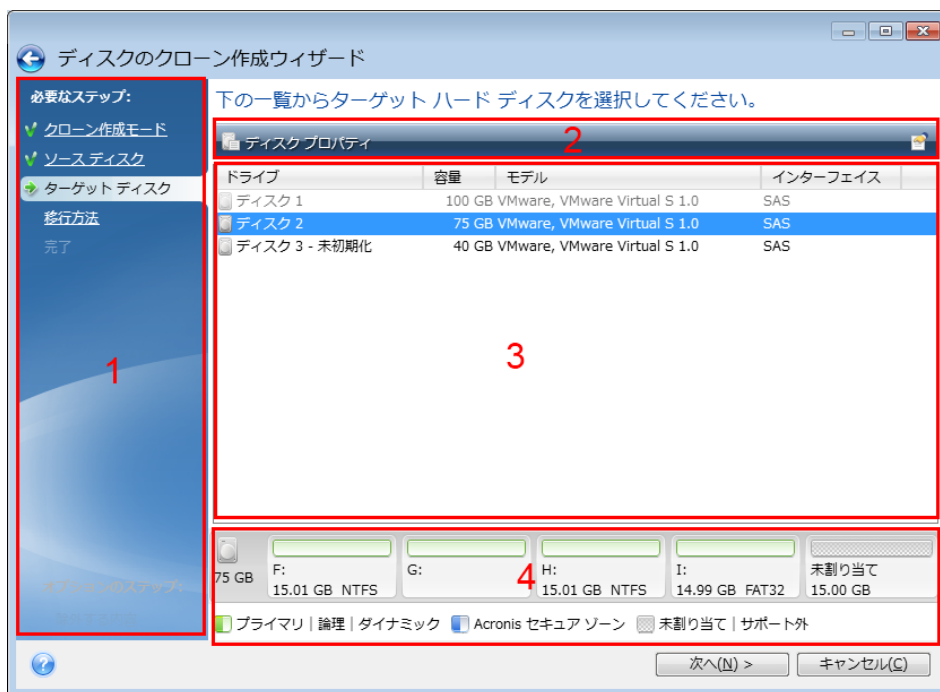 ディスクのクローン作成ウィザード
必要なステップ:
クローン作成モード
ソース ディスク
ターゲット ディスク
移行方法
完了
1
下の一覧からターゲット ハード ディスクを選択してください。
ディスク プロパティ
2
ドライブ 容量 モデル インターフェイス
ディスク 1 100 GB VMware, VMware Virtual S 1.0 SAS
ディスク 2 75 GB VMware, VMware Virtual S 1.0 SAS
ディスク 3 - 未初期化 40 GB VMware, VMware Virtual S 1.0 SAS
3
75 GB
F:
15.01 GB NTFS
G:
4
H:
15.01 GB NTFS
I:
14.99 GB FAT32
未割り当て
15.00 GB
プライマリ | 論理 | ダイナミック Acronis セキュア ゾーン 未割り当て | サポート外
次へ(N) > キャンセル(C)